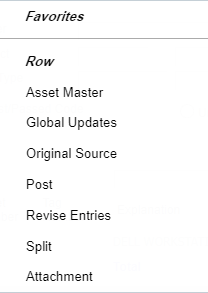 Favorites
Row
Asset Master
Global Updates
Original Source
Post
Revise Entries
Split
Attachment